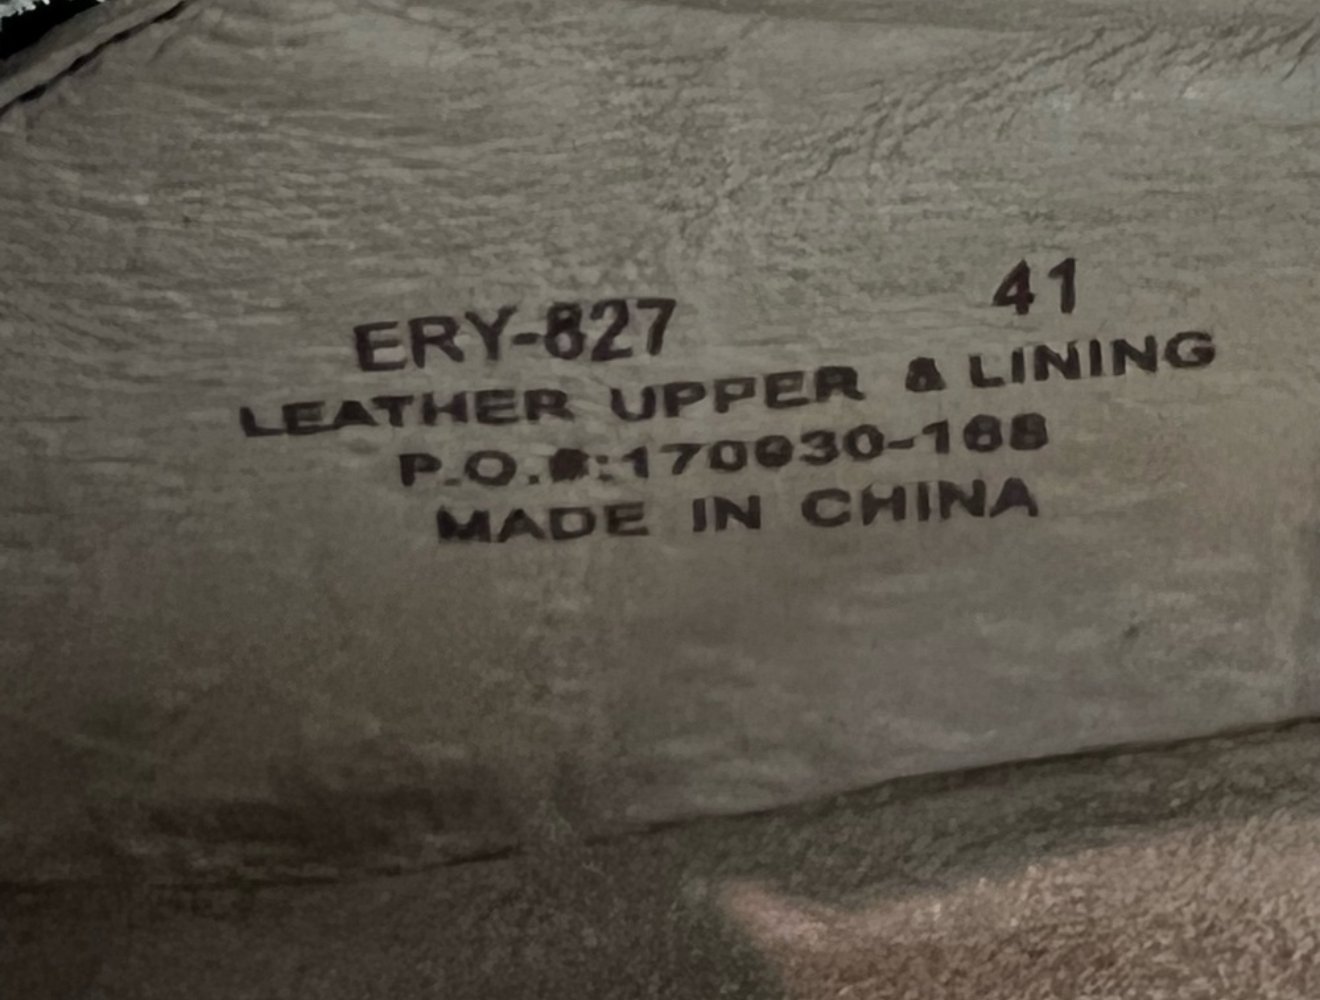 ERY-827 41
LEATHER UPPER & LINING
P.O.#:170930-168
MADE IN CHINA